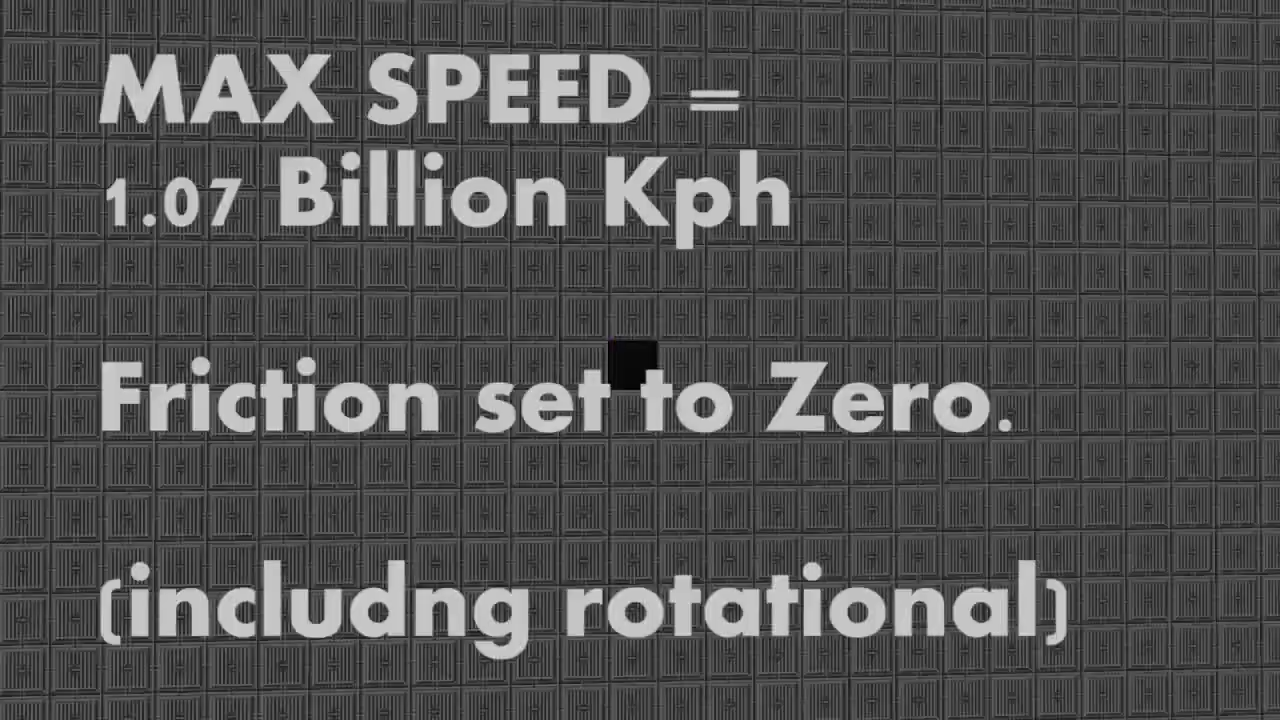 MAX SPEED =
1.07 Billion Kph
Friction set to Zero.
(includng rotational)